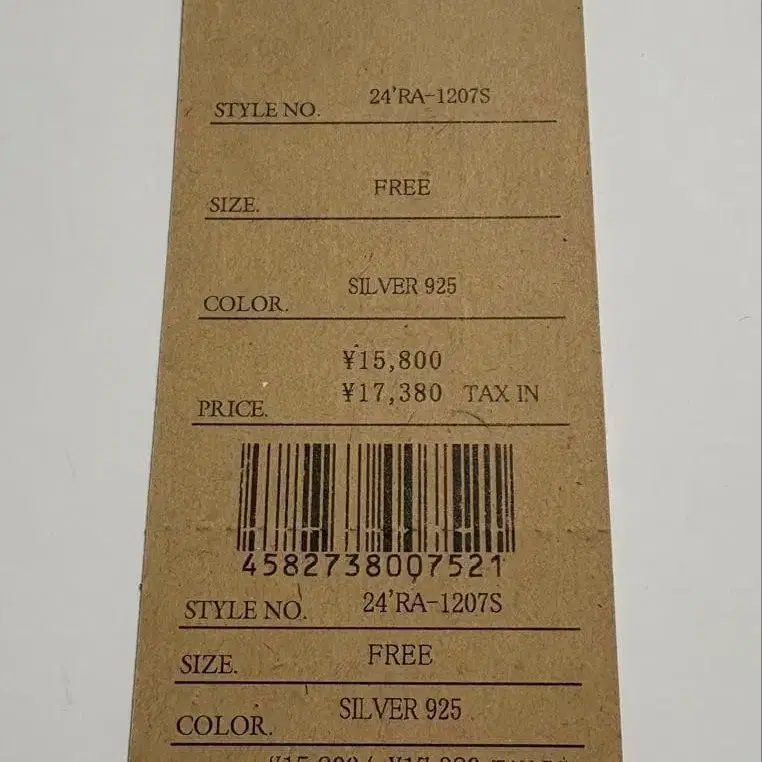 STYLE NO. 24'RA-1207S
SIZE. FREE
COLOR. SILVER 925
¥15,800
PRICE. ¥17,380 TAX IN
4582738007521
STYLE NO. 24'RA-1207S
SIZE. FREE
COLOR. SILVER 925